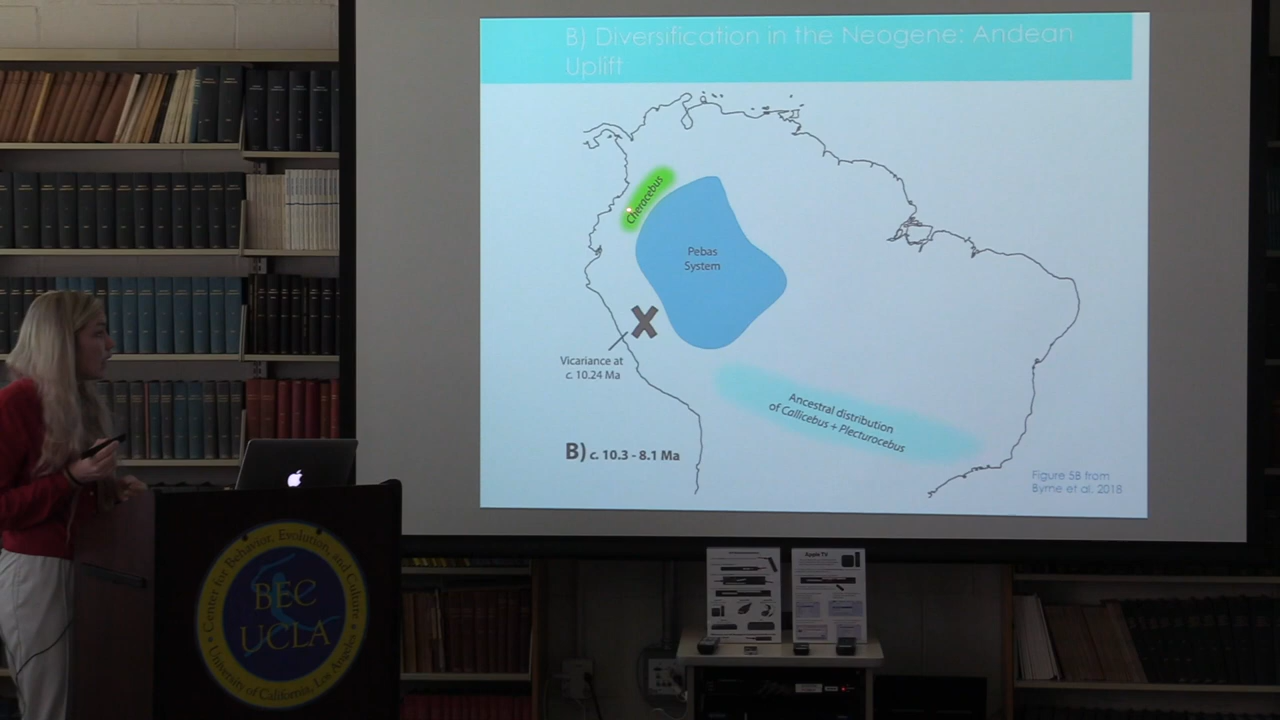 B) Diversification in the Neogene: Andean
Uplift
Cheracebus
Pebas
System
Vicariance at
c. 10.24 Ma
Ancestral distribution
of Callicebus + Plecturocebus
B) c. 10.3 - 8.1 Ma
Figure 5B from
Byrne et al. 2018
Center for Behavior, Evolution, and Culture
BEC
UCLA
University of California, Los Angeles
Apple TV